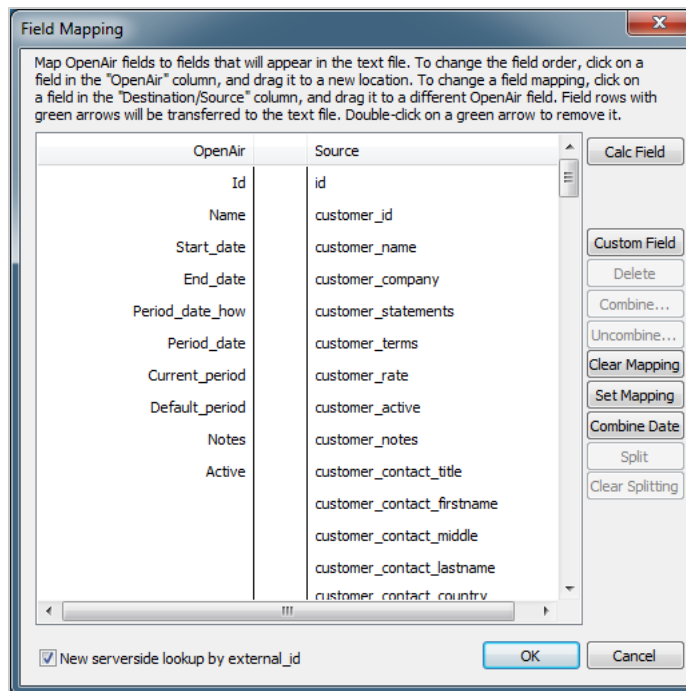 Field Mapping
Map OpenAir fields to fields that will appear in the text file. To change the field order, click on a
field in the "OpenAir" column, and drag it to a new location. To change a field mapping, click on
a field in the "Destination/Source" column, and drag it to a different OpenAir field. Field rows with
green arrows will be transferred to the text file. Double-click on a green arrow to remove it.
OpenAir Source Calc Field
Id id
Name customer_id
Start_date customer_name Custom Field
End_date customer_company Delete
Period_date_how customer_statements Combine...
Period_date customer_terms Uncombine...
Current_period customer_rate Clear Mapping
Default_period customer_active Set Mapping
Notes customer_notes Combine Date
Active customer_contact_title Split
customer_contact_firstname Clear Splitting
customer_contact_middle
customer_contact_lastname
customer_contact_country
New serverside lookup by external_id OK Cancel